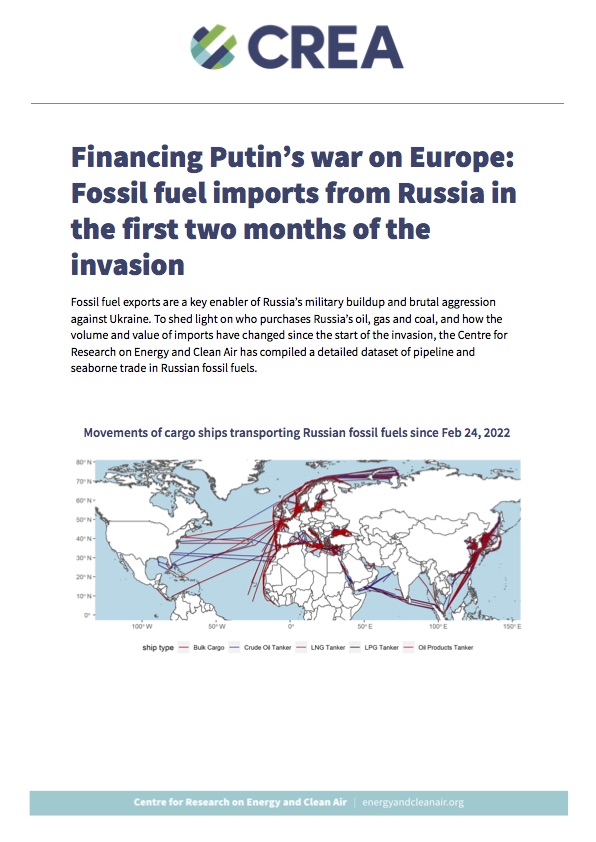 CREA
Financing Putin’s war on Europe:
Fossil fuel imports from Russia in
the first two months of the
invasion
Fossil fuel exports are a key enabler of Russia’s military buildup and brutal aggression
against Ukraine. To shed light on who purchases Russia’s oil, gas and coal, and how the
volume and value of imports have changed since the start of the invasion, the Centre for
Research on Energy and Clean Air has compiled a detailed dataset of pipeline and
seaborne trade in Russian fossil fuels.
Movements of cargo ships transporting Russian fossil fuels since Feb 24, 2022
80° N
70° N
60° N
50° N
40° N
30° N
20° N
10° N
0°
100° W 50° W 0° 50° E 100° E 150° E
ship type Bulk Cargo Crude Oil Tanker LNG Tanker LPG Tanker Oil Products Tanker
Centre for Research on Energy and Clean Air | energyandcleanair.org